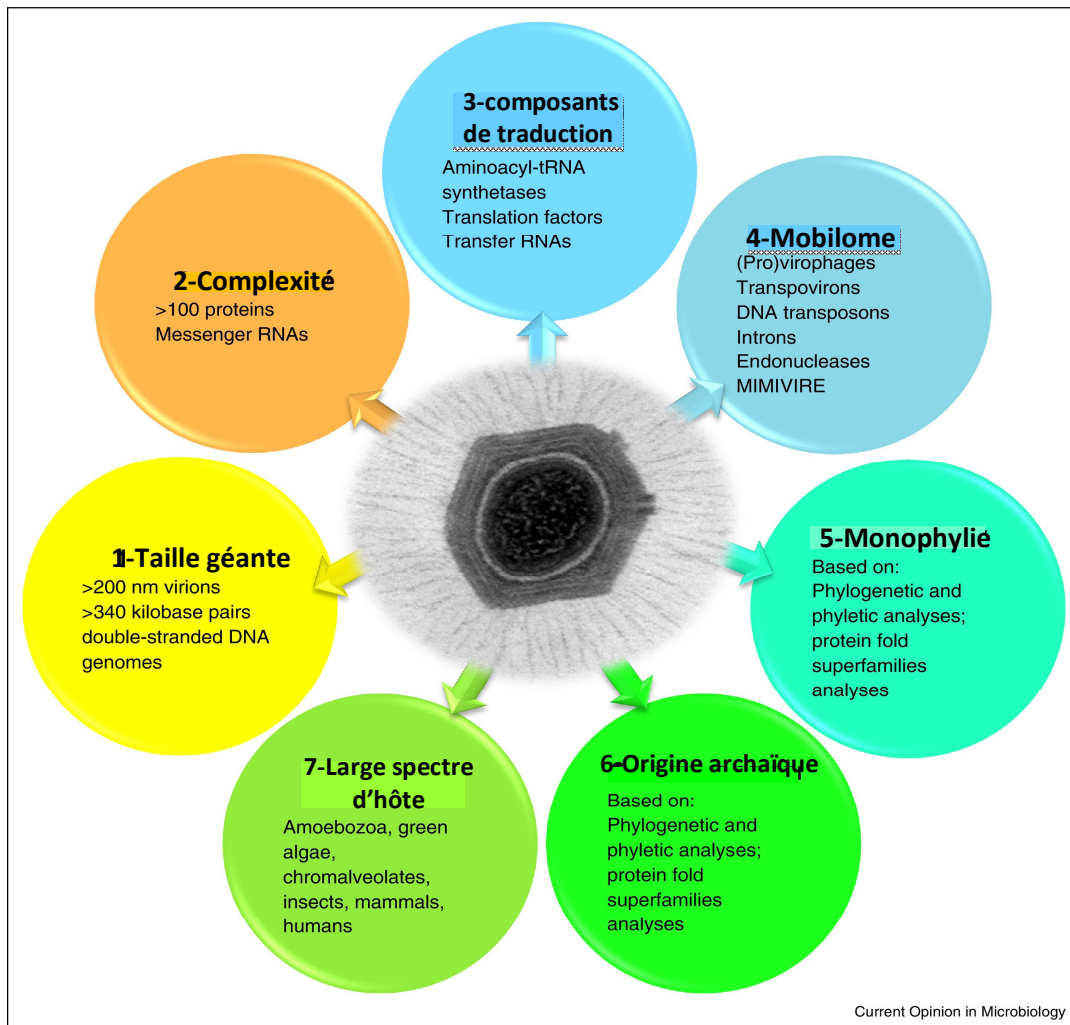 1-Taille géante
>200 nm virions
>340 kilobase pairs
double-stranded DNA
genomes
2-Complexité
>100 proteins
Messenger RNAs
3-composants
de traduction
Aminoacyl-tRNA
synthetases
Translation factors
Transfer RNAs
4-Mobilome
(Pro)virophages
Transpovirons
DNA transposons
Introns
Endonucleases
MIMIVIRE
5-Monophylie
Based on:
Phylogenetic and
phyletic analyses;
protein fold
superfamilies
analyses
6-Origine archaïque
Based on:
Phylogenetic and
phyletic analyses;
protein fold
superfamilies
analyses
7-Large spectre
d’hôte
Amoebozoa, green
algae,
chromalveolates,
insects, mammals,
humans
Current Opinion in Microbiology